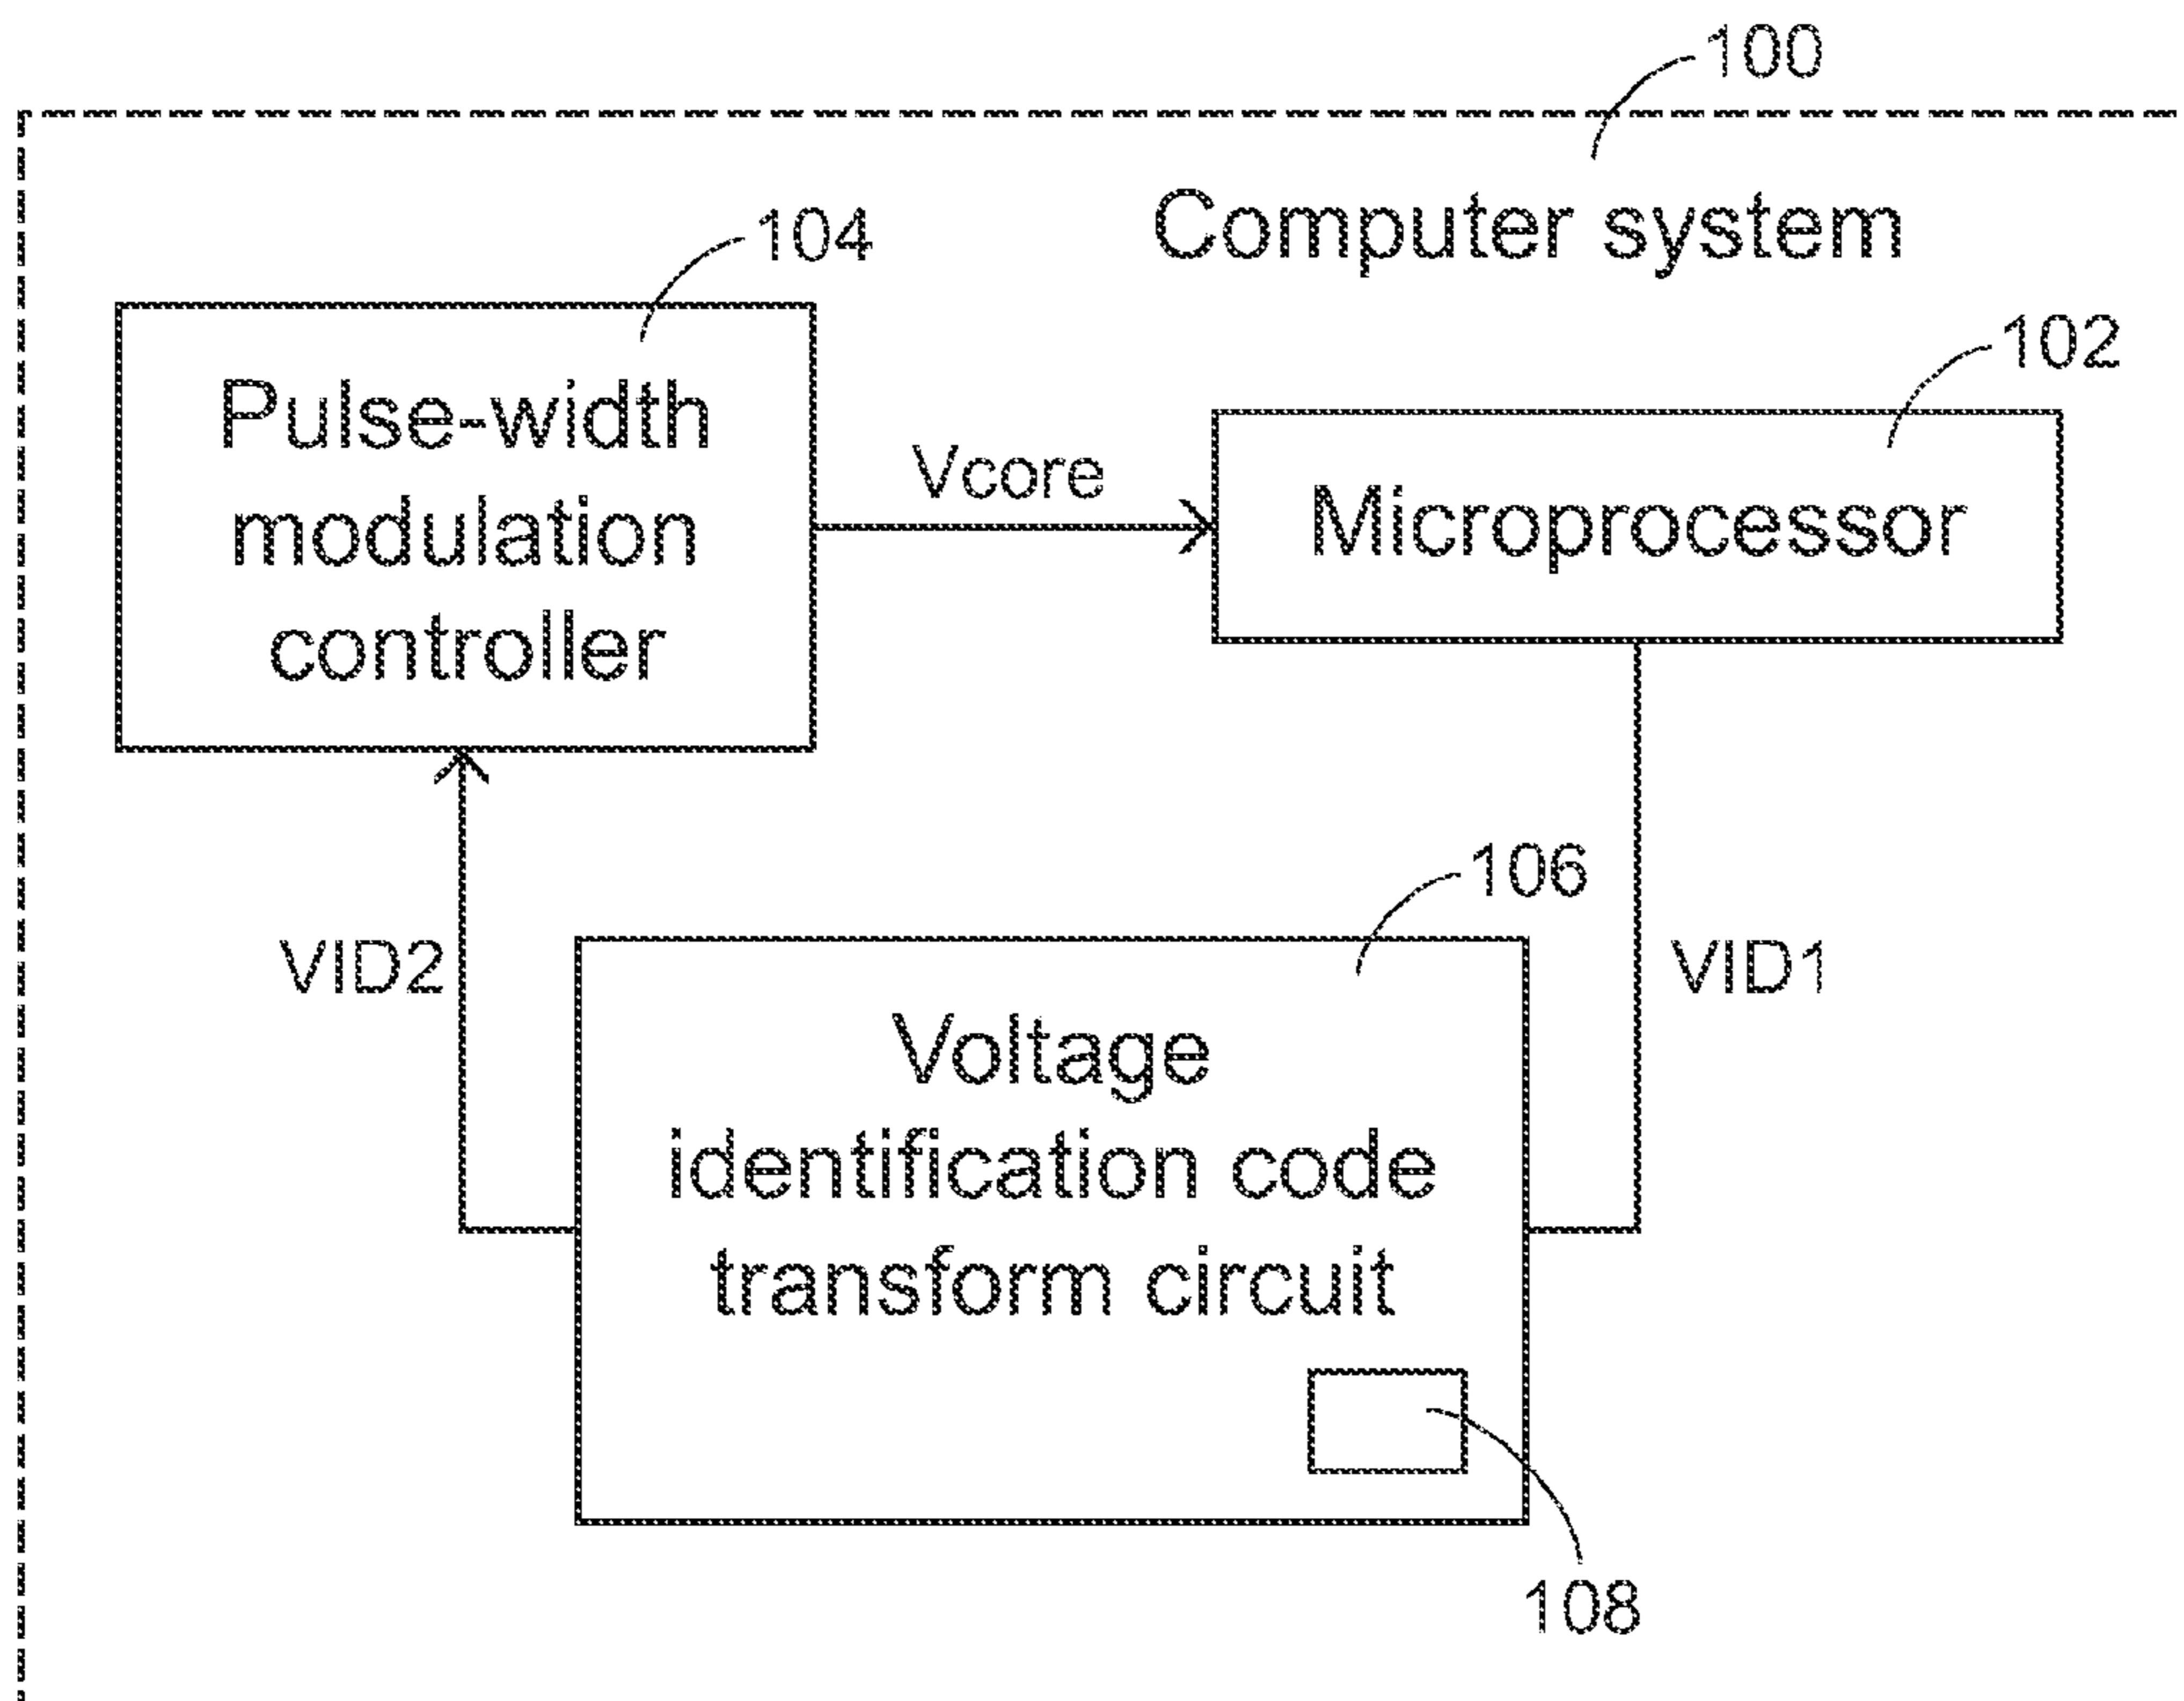 100
Computer system
104
102
Pulse-width
modulation
controller
Vcore
Microprocessor
106
VID2
VID1
Voltage
identification code
transform circuit
108